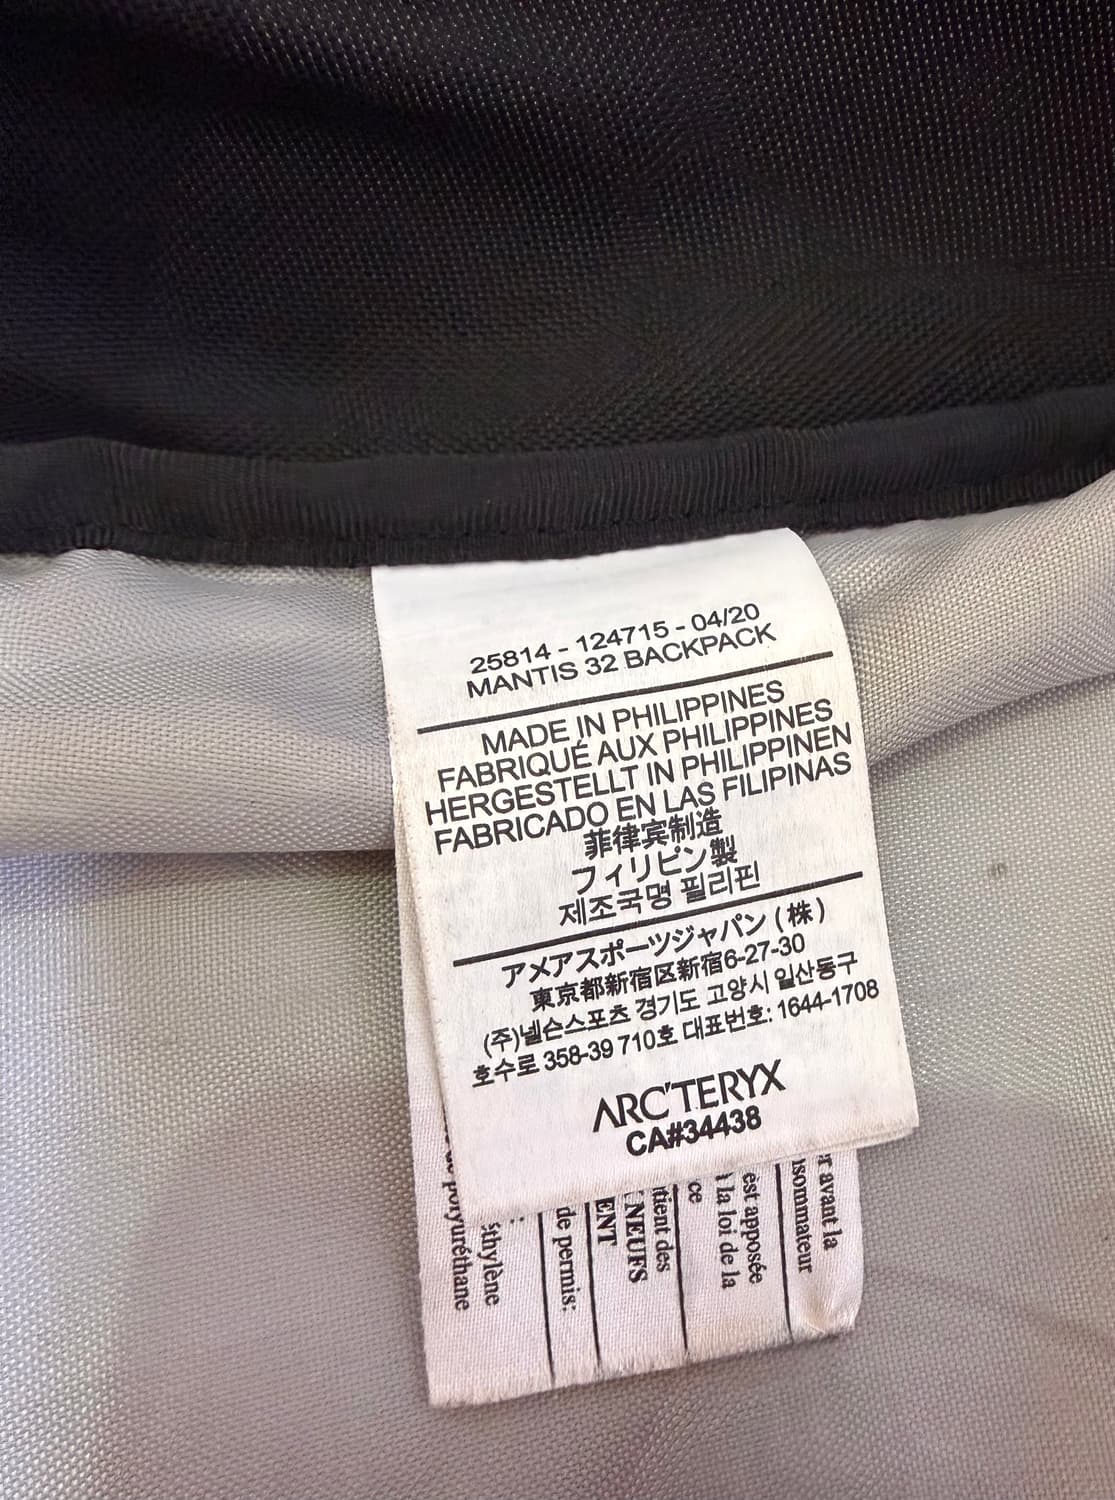 25814 - 124715 - 04/20
MANTIS 32 BACKPACK
MADE IN PHILIPPINES
FABRIQUÉ AUX PHILIPPINES
HERGESTELLT IN PHILIPPINEN
FABRICADO EN LAS FILIPINAS
菲律宾制造
フィリピン製
제조국명 필리핀
アメアスポーツジャパン (株)
東京都新宿区新宿6-27-30
(주)넬슨스포츠 경기도 고양시 일산동구
호수로 358-39 710호 대표번호: 1644-1708
ARC'TERYX
CA#34438
r avant la
nsommateur
est apposée
la loi de la
ce
tient des
NEUFS
ENT
de permis:
:
éthylène
polyuréthane